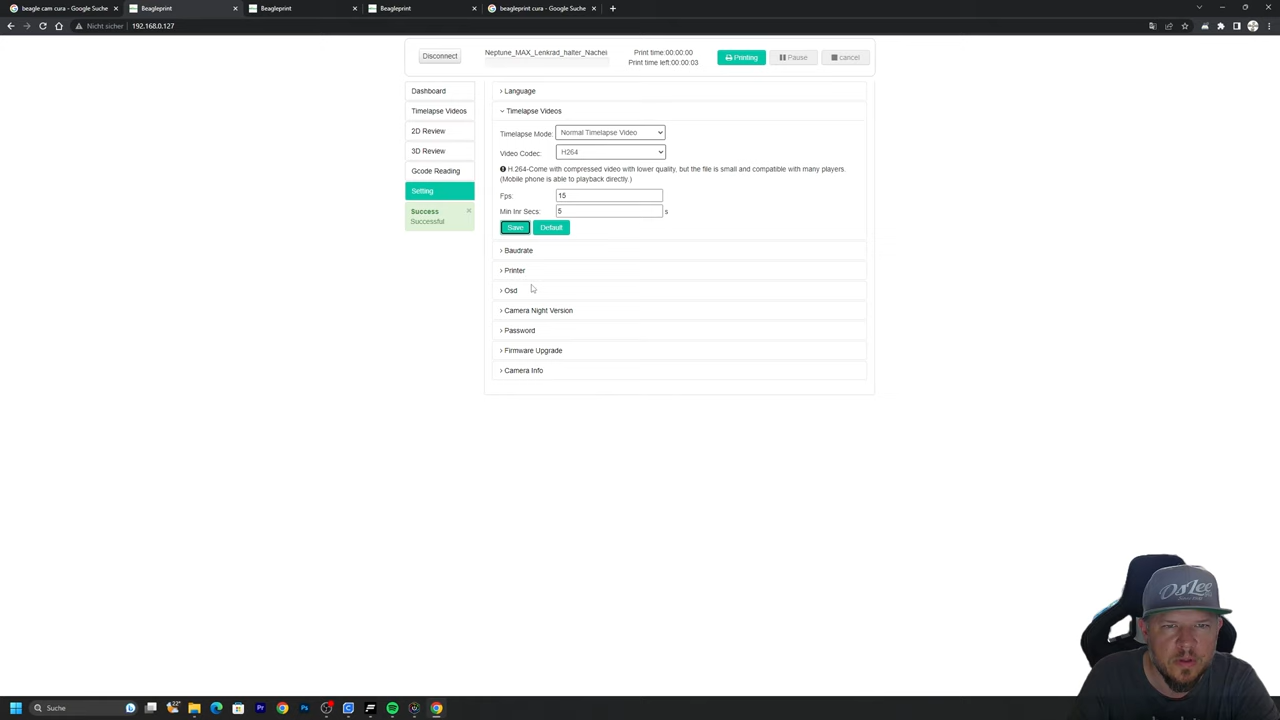 beagle cam cura - Google Suche
Beagleprint
Beagleprint
Beagleprint
beagleprint cura - Google Suche
Nicht sicher
192.168.0.127
Disconnect
Neptune_MAX_Lenkrad_halter_Nachei
Print time:00:00:00
Print time left:00:00:03
Printing
Pause
cancel
Dashboard
Timelapse Videos
2D Review
3D Review
Gcode Reading
Setting
Success
Successful
Language
Timelapse Videos
Timelapse Mode: Normal Timelapse Video
Video Codec: H264
H.264-Come with compressed video with lower quality, but the file is small and compatible with many players.
(Mobile phone is able to playback directly.)
Fps: 15
Min Inr Secs: 5 s
Save Default
Baudrate
Printer
Osd
Camera Night Version
Password
Firmware Upgrade
Camera Info
OsLee
Suche
22°